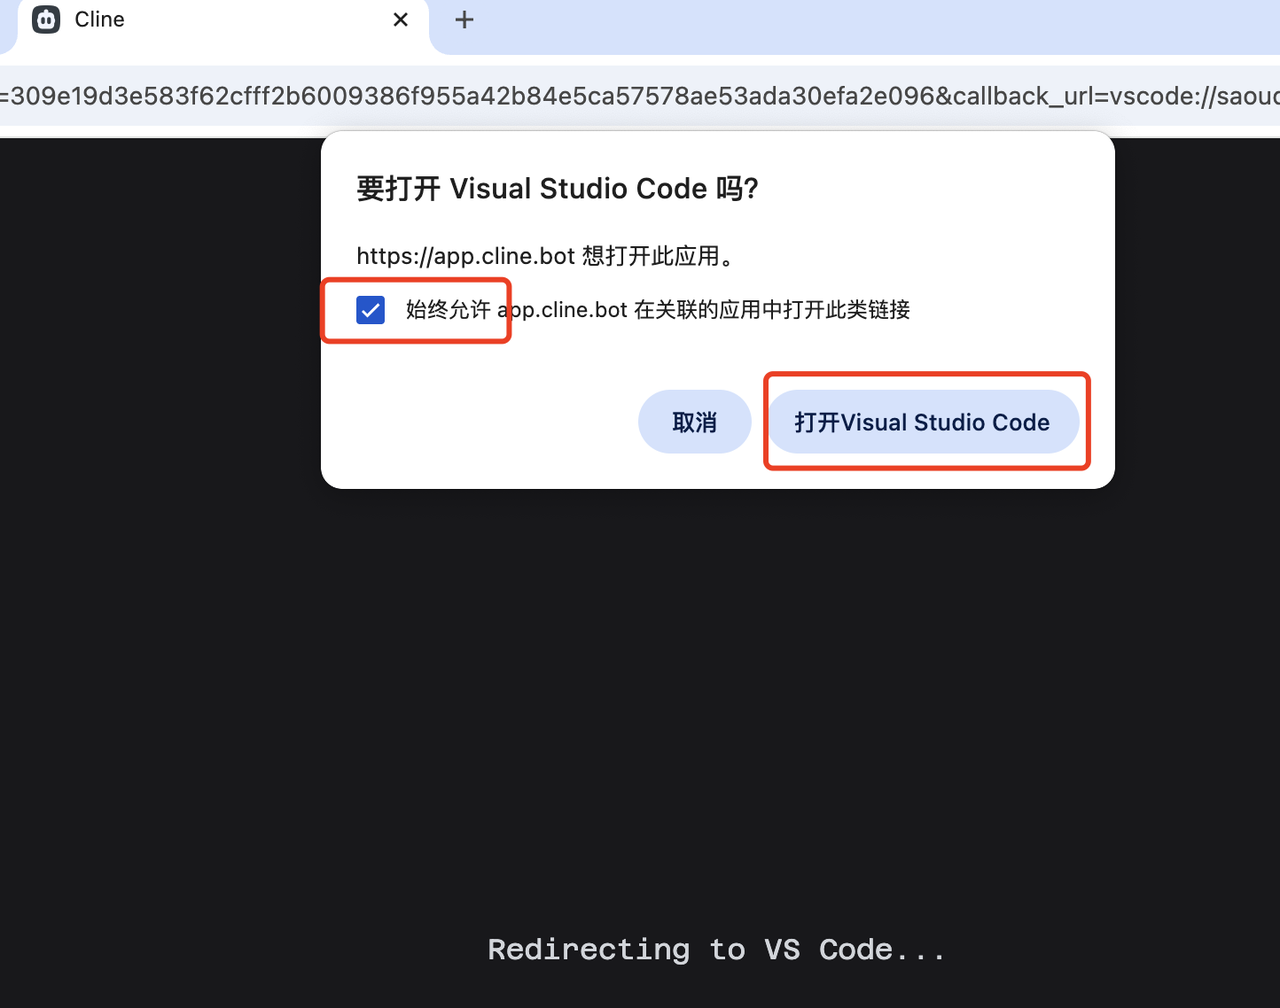 Cline
=309e19d3e583f62cfff2b6009386f955a42b84e5ca57578ae53ada30efa2e096&callback_url=vscode://saoud
要打开 Visual Studio Code 吗?
https://app.cline.bot 想打开此应用。
始终允许 app.cline.bot 在关联的应用中打开此类链接
取消
打开Visual Studio Code
Redirecting to VS Code...